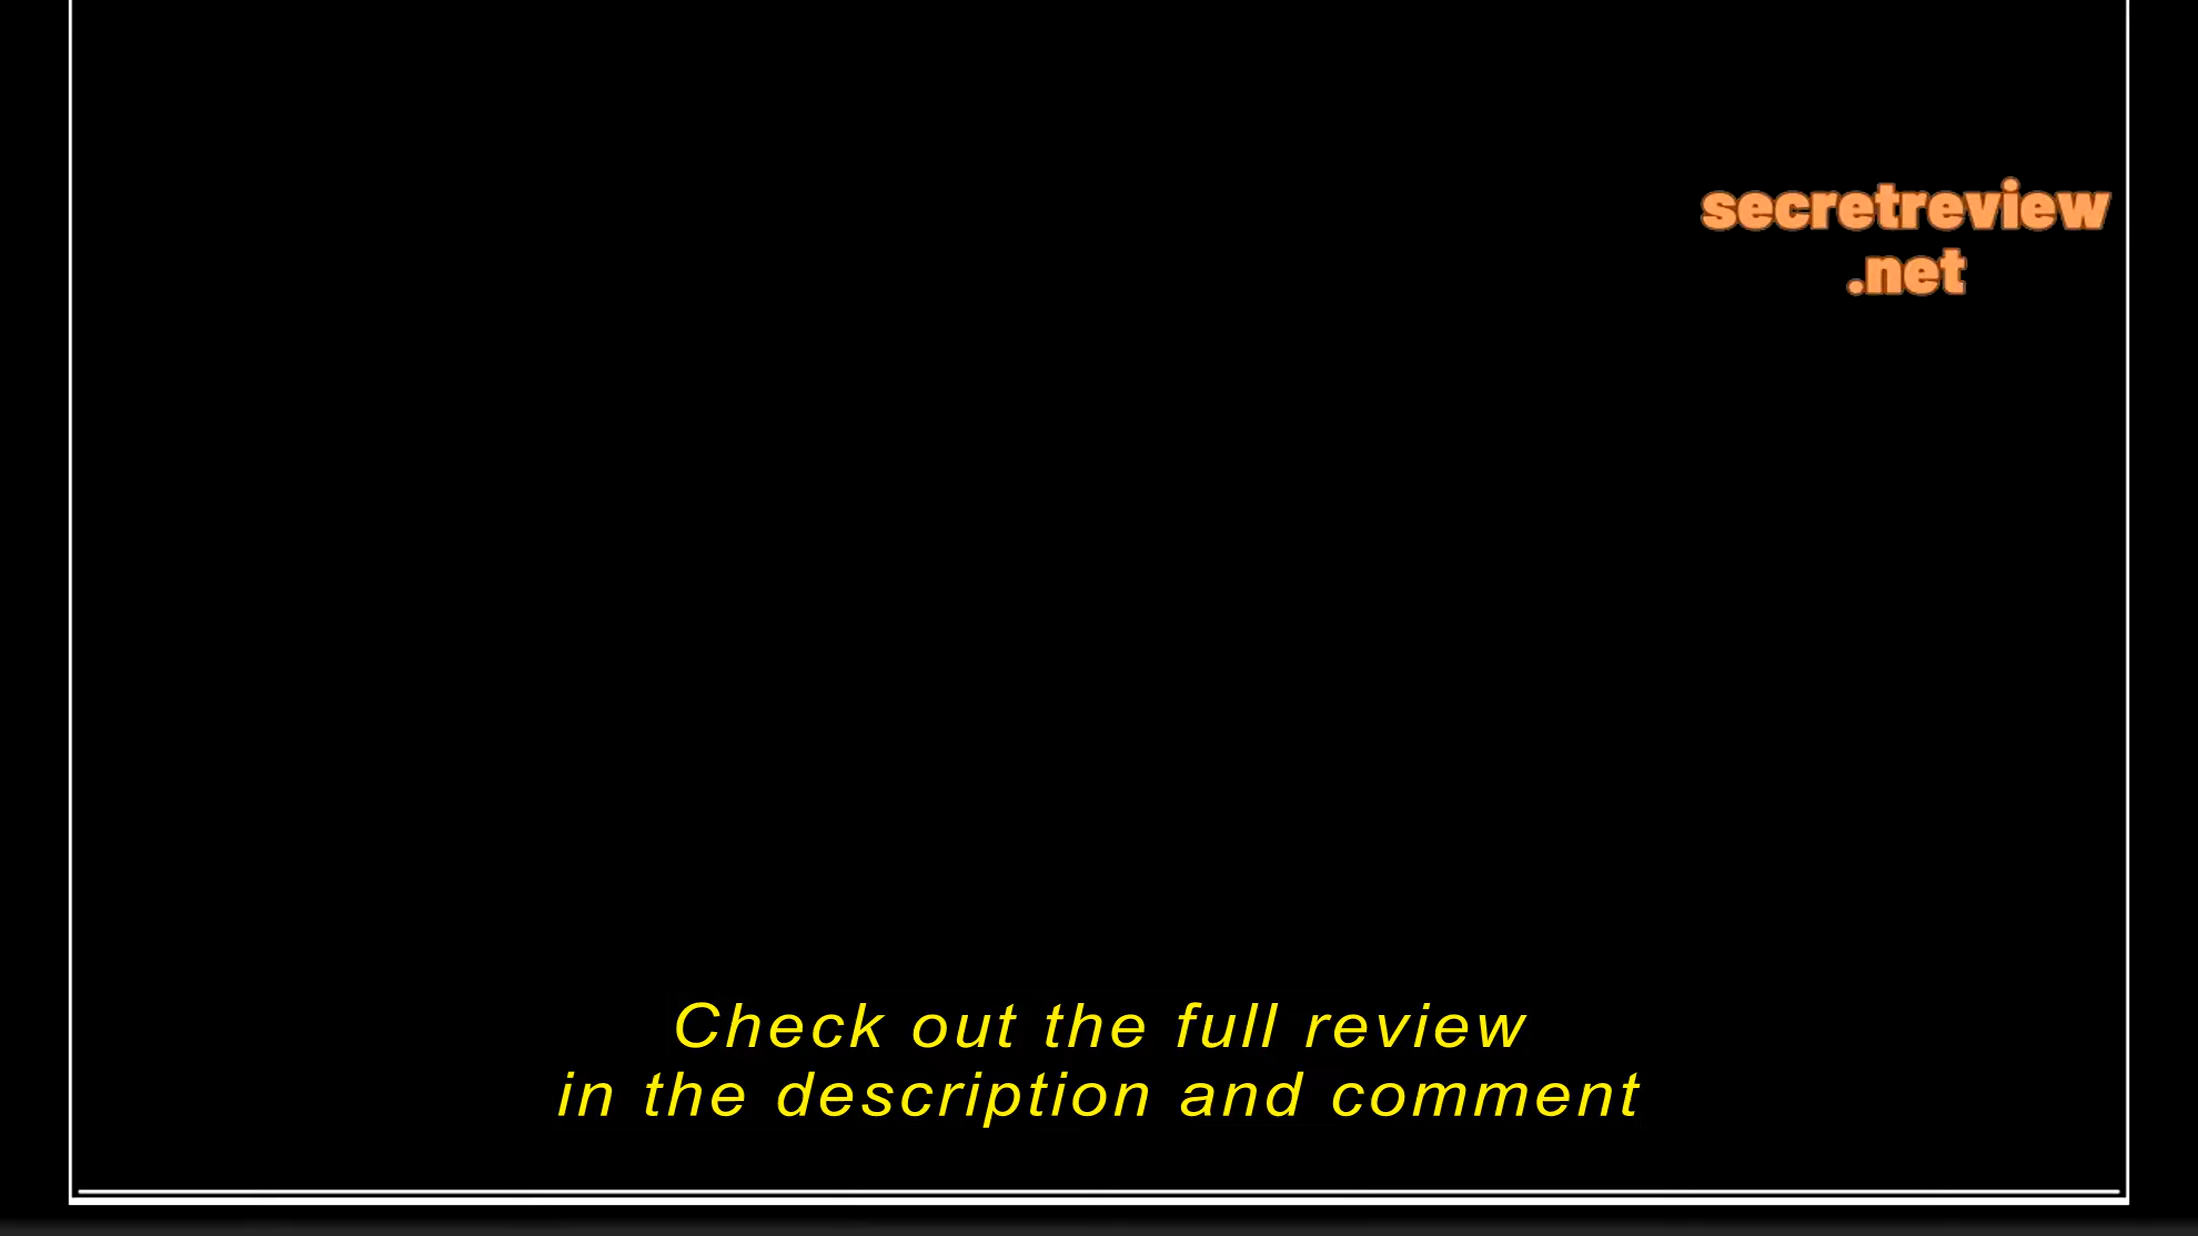 secretreview
.net
Check out the full review
in the description and comment